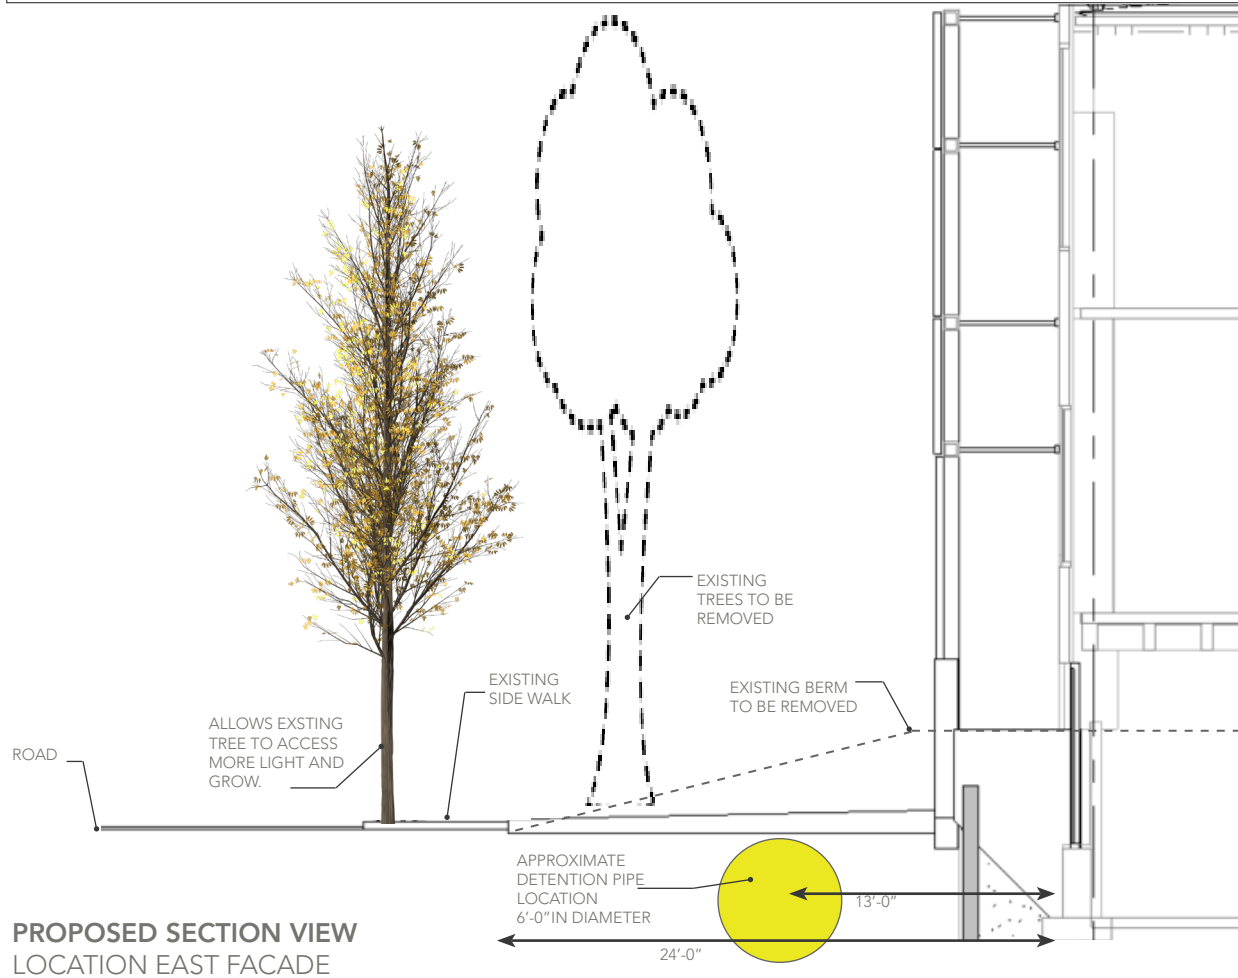 EXISTING
TREES TO BE
REMOVED
EXISTING
SIDE WALK
EXISTING BERM
TO BE REMOVED
ALLOWS EXSTING
TREE TO ACCESS
MORE LIGHT AND
GROW.
ROAD
APPROXIMATE
DETENTION PIPE
LOCATION
6'-0"IN DIAMETER
13'-0"
24'-0"
PROPOSED SECTION VIEW
LOCATION EAST FACADE